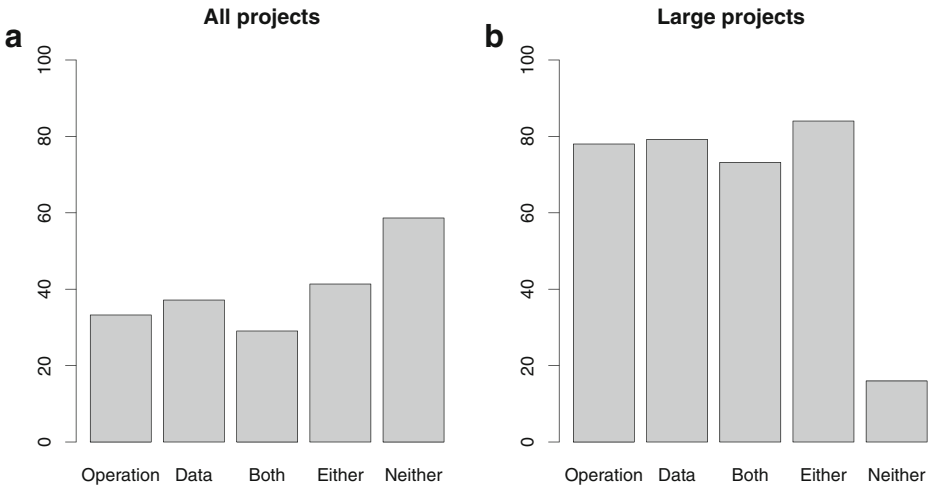 All projects
a
0 20 40 60 80 100
Operation Data Both Either Neither
Large projects
b
0 20 40 60 80 100
Operation Data Both Either Neither